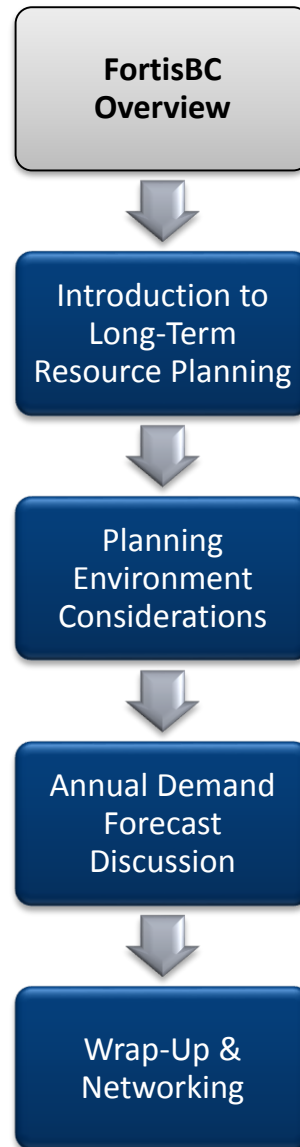 FortisBC
Overview
Introduction to
Long-Term
Resource Planning
Planning
Environment
Considerations
Annual Demand
Forecast
Discussion
Wrap-Up &
Networking